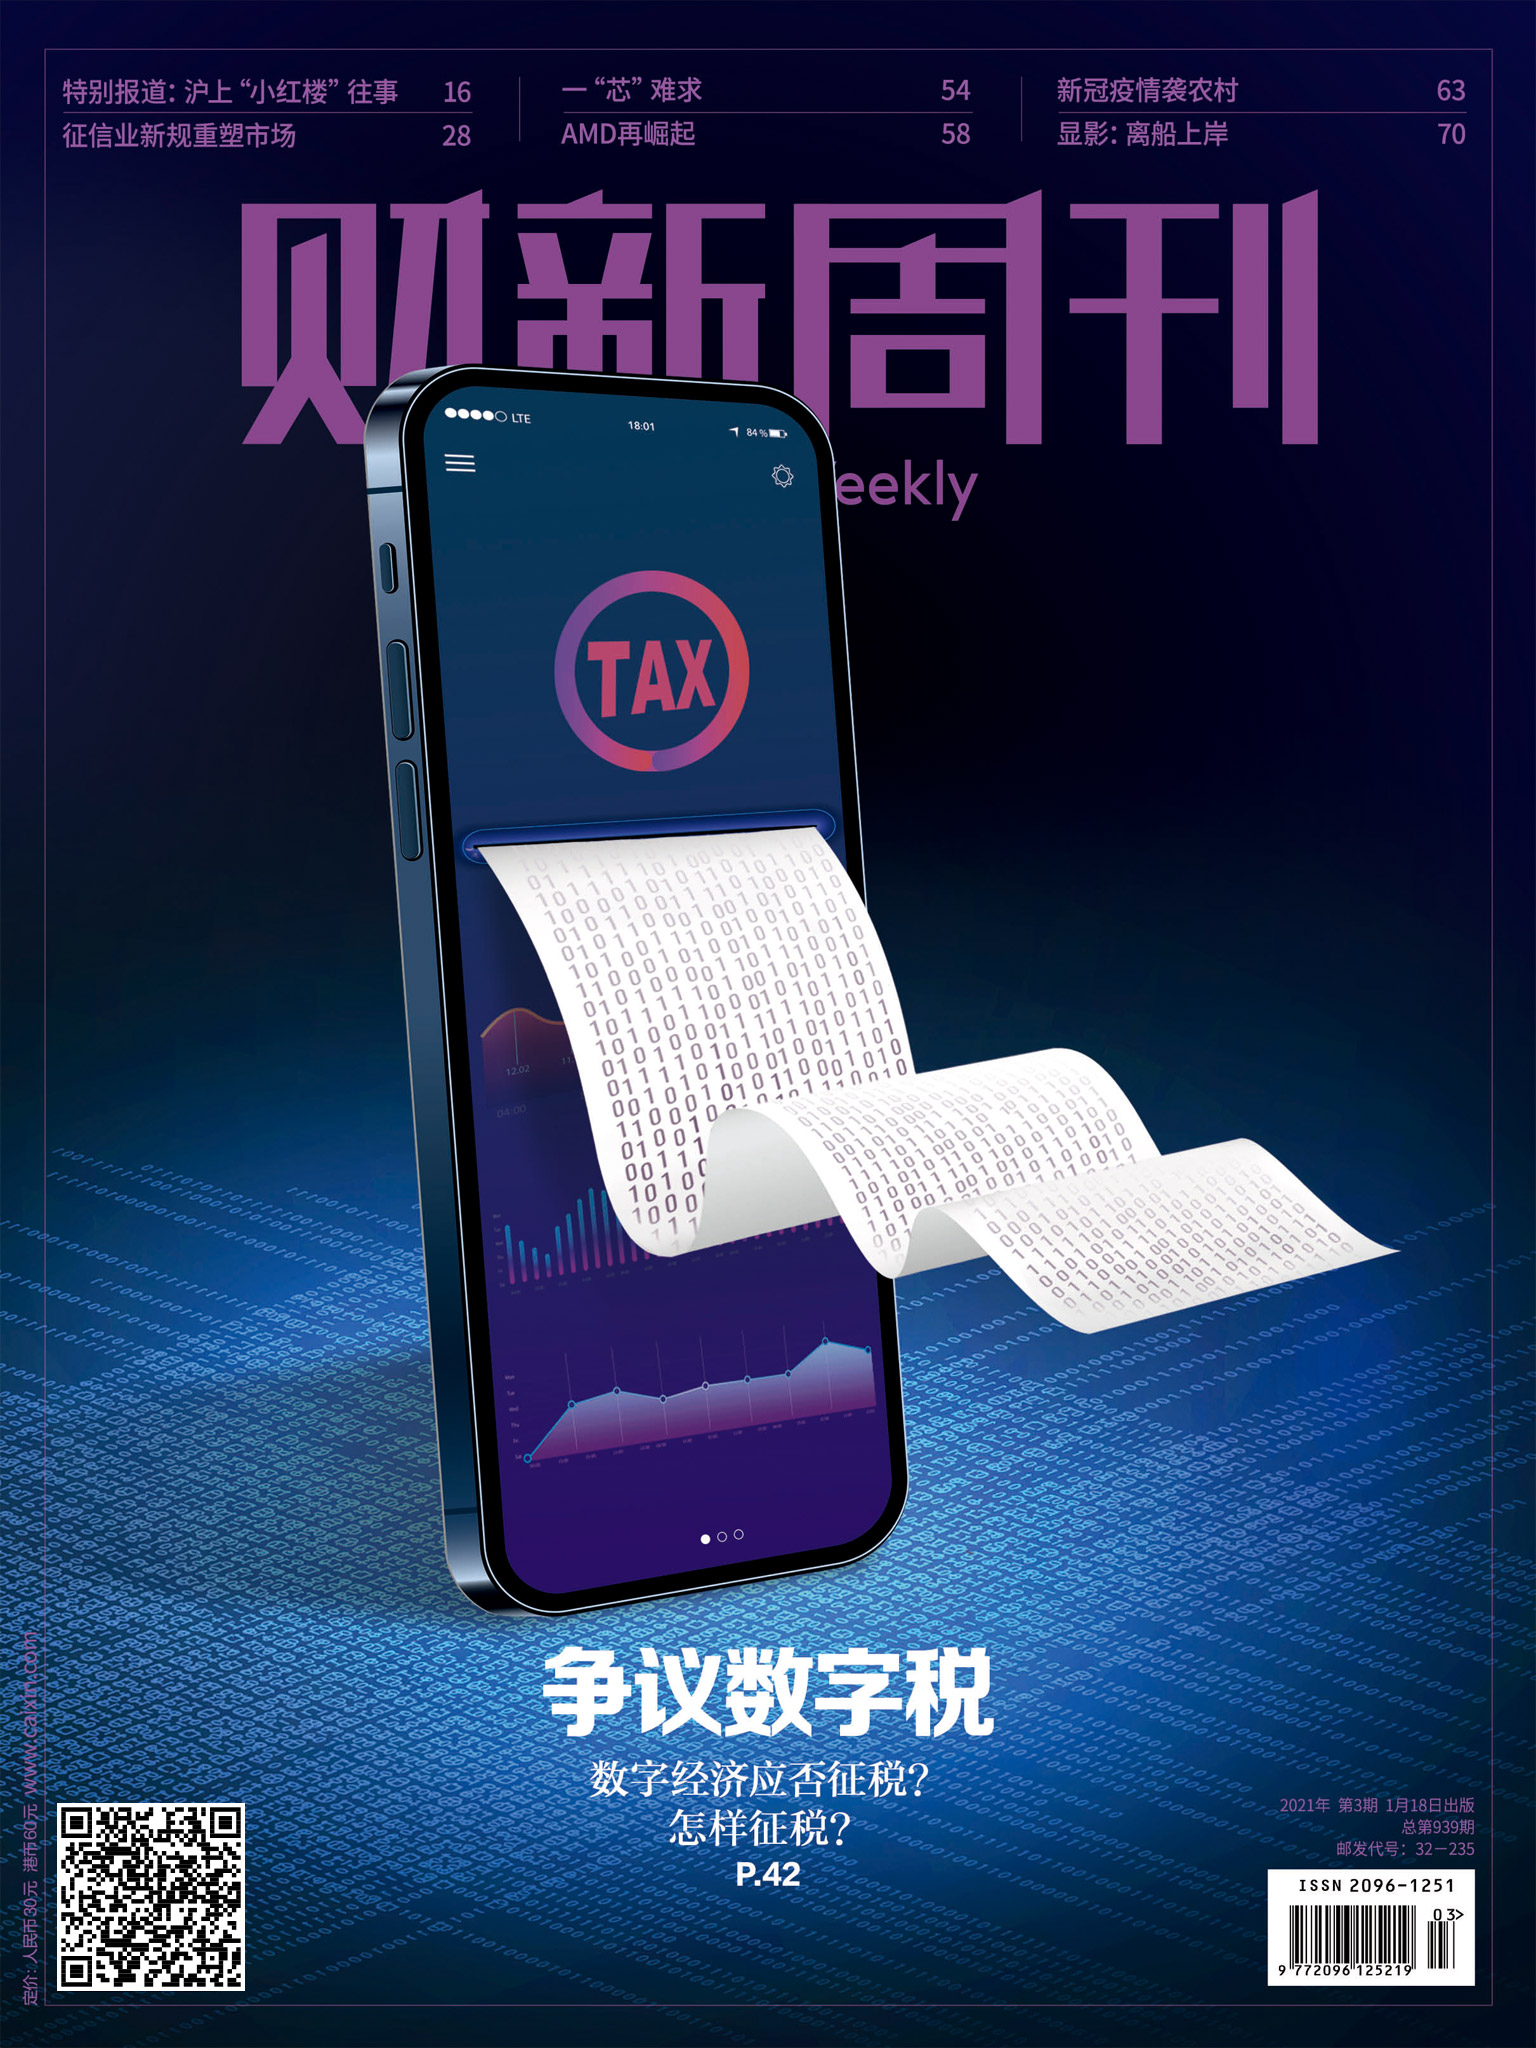 特别报道：沪上“小红楼”往事 16
征信业新规重塑市场 28
一“芯”难求 54
AMD再崛起 58
新冠疫情袭农村 63
显影：离船上岸 70
财新周刊
eekly
LTE 18:01 84%
TAX
12.02
04:00
争议数字税
数字经济应否征税？
怎样征税？
P.42
定价：人民币30元 港币60元 www.caixin.com
2021年 第3期 1月18日出版
总第939期
邮发代号：32－235
ISSN 2096-1251
03>
9 772096 125219